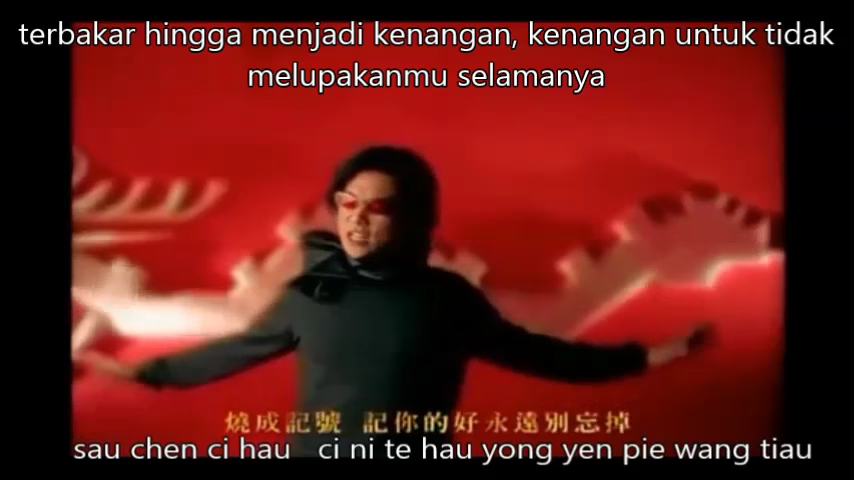 terbakar hingga menjadi kenangan, kenangan untuk tidak
melupakanmu selamanya
燒成記號 記你的好永遠別忘掉
sau chen ci hau ci ni te hau yong yen pie wang tiau